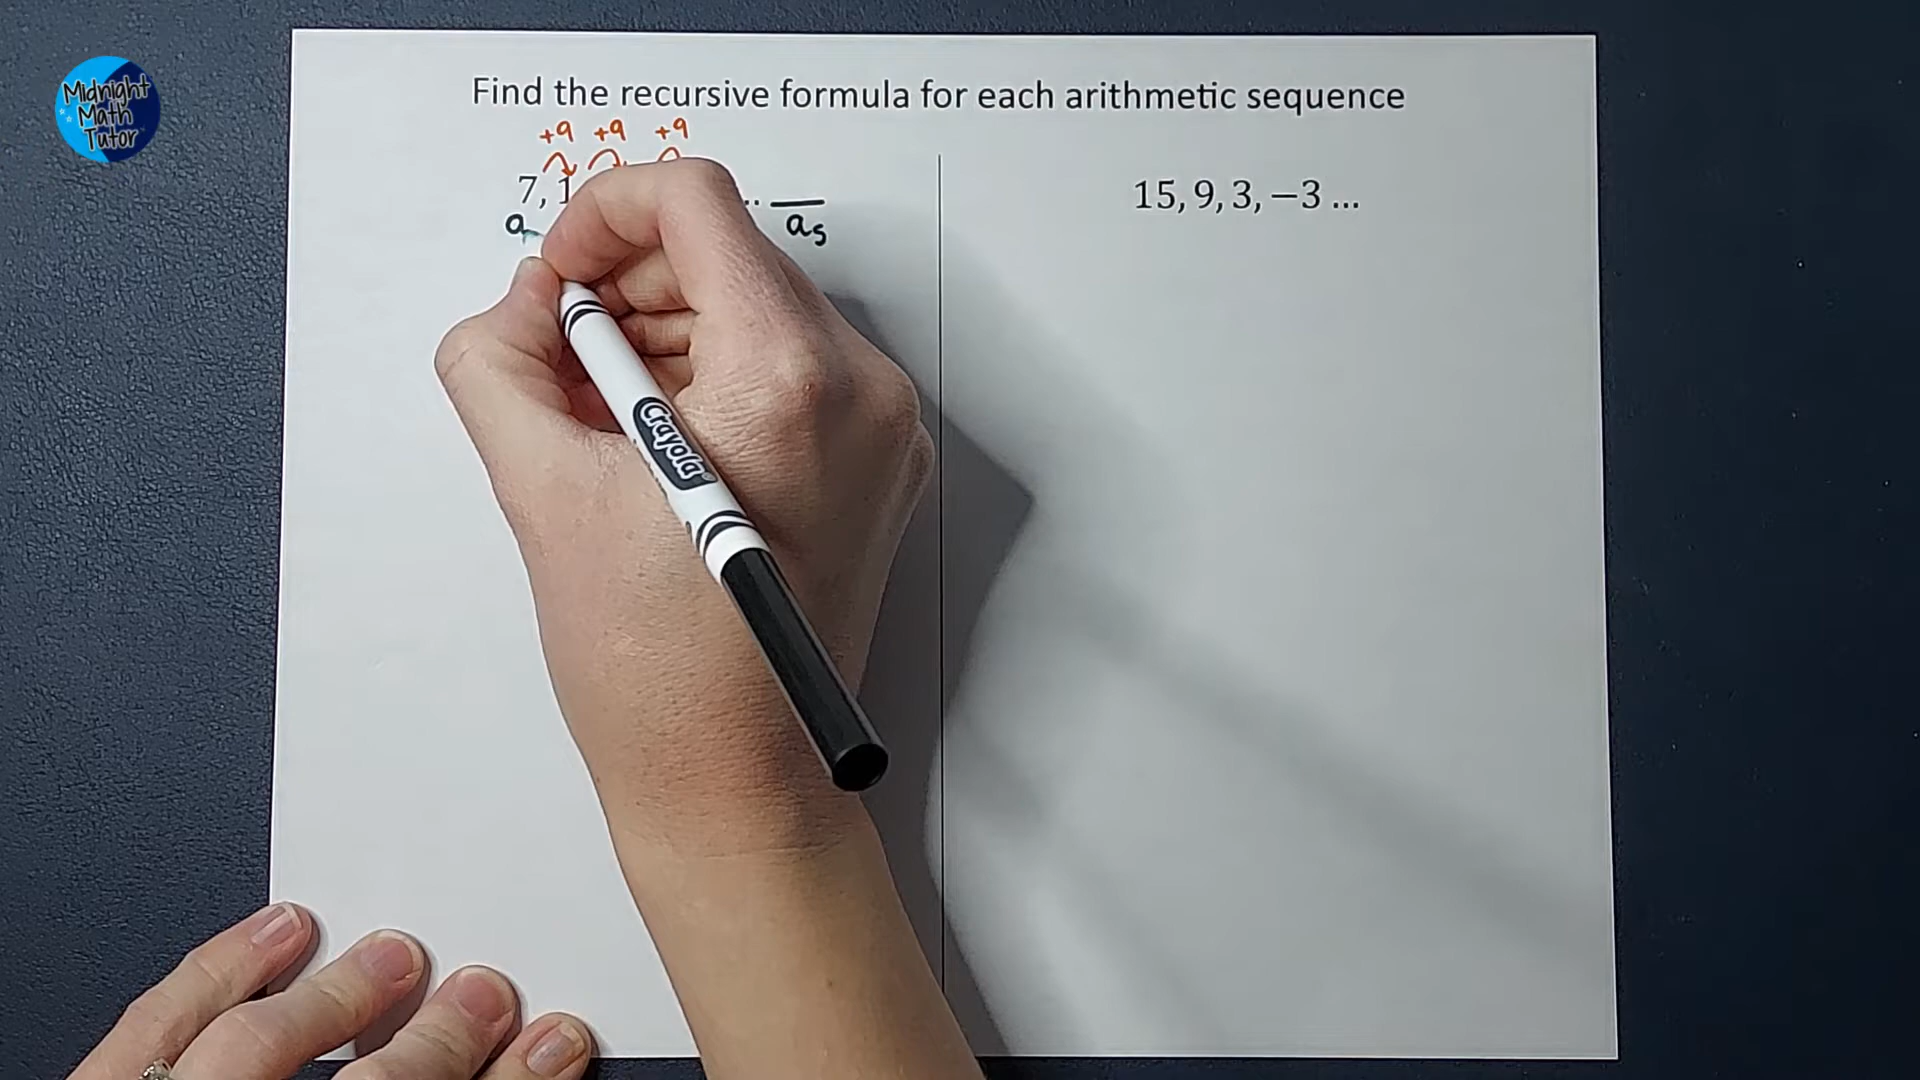 Midnight
Math
Tutor
Find the recursive formula for each arithmetic sequence
+9 +9 +9
7, 1 .. __
a a₅
15, 9, 3, −3 ...
Crayola